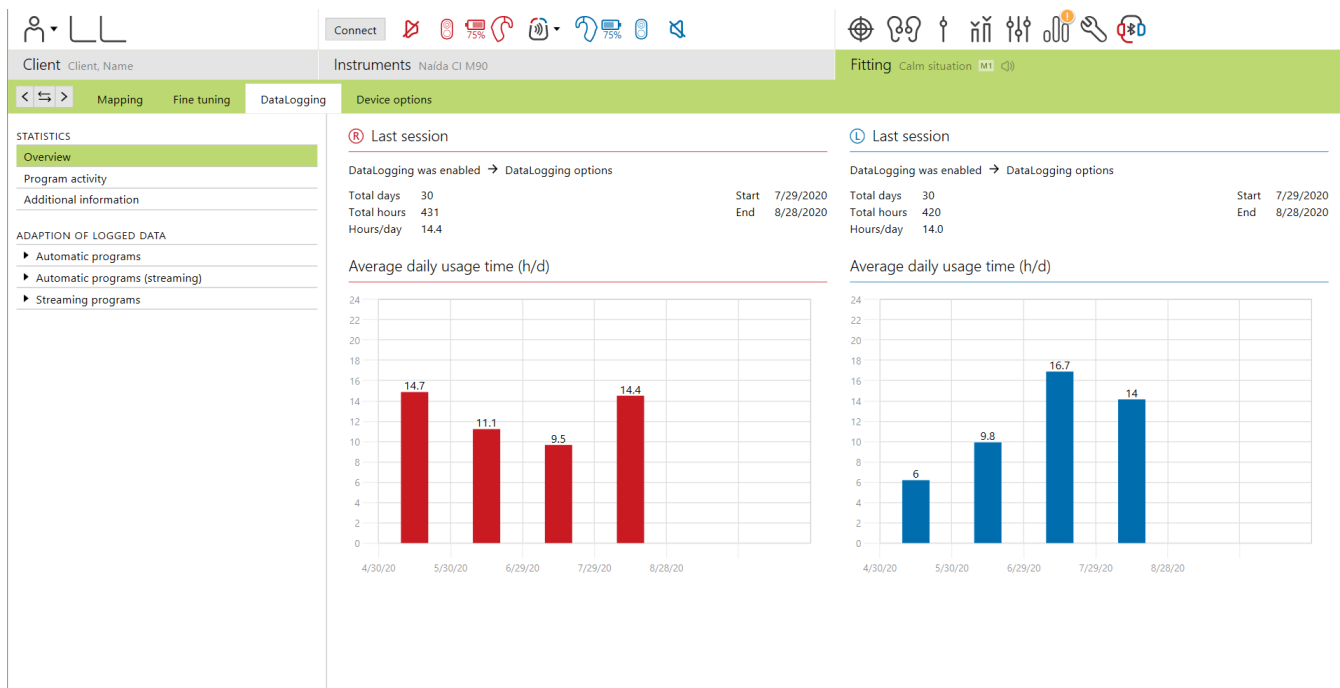 Connect
75%
75%
!
Client Client, Name
Instruments Naída CI M90
Fitting Calm situation M1
Mapping Fine tuning DataLogging Device options
STATISTICS
Overview
Program activity
Additional information
ADAPTION OF LOGGED DATA
Automatic programs
Automatic programs (streaming)
Streaming programs
R Last session
DataLogging was enabled → DataLogging options
Total days 30 Start 7/29/2020
Total hours 431 End 8/28/2020
Hours/day 14.4
Average daily usage time (h/d)
24
22
20
18
16
14
12
10
8
6
4
2
0
14.7
11.1
9.5
14.4
4/30/20 5/30/20 6/29/20 7/29/20 8/28/20
L Last session
DataLogging was enabled → DataLogging options
Total days 30 Start 7/29/2020
Total hours 420 End 8/28/2020
Hours/day 14.0
Average daily usage time (h/d)
24
22
20
18
16
14
12
10
8
6
4
2
0
6
9.8
16.7
14
4/30/20 5/30/20 6/29/20 7/29/20 8/28/20